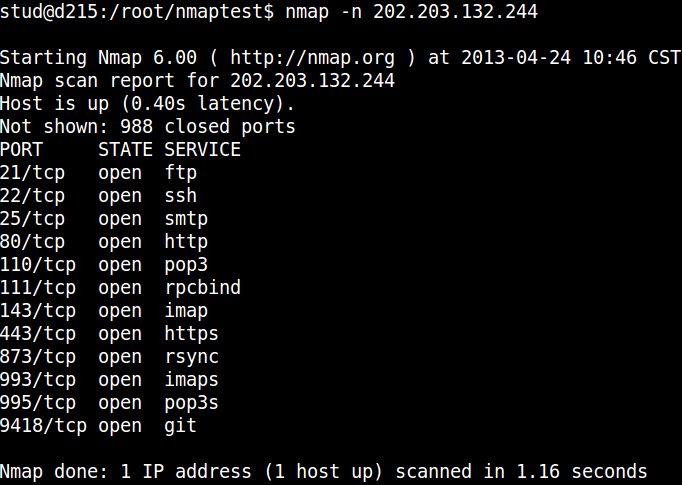 stud@d215:/root/nmaptest$ nmap -n 202.203.132.244
Starting Nmap 6.00 ( http://nmap.org ) at 2013-04-24 10:46 CST
Nmap scan report for 202.203.132.244
Host is up (0.40s latency).
Not shown: 988 closed ports
PORT     STATE SERVICE
21/tcp   open  ftp
22/tcp   open  ssh
25/tcp   open  smtp
80/tcp   open  http
110/tcp  open  pop3
111/tcp  open  rpcbind
143/tcp  open  imap
443/tcp  open  https
873/tcp  open  rsync
993/tcp  open  imaps
995/tcp  open  pop3s
9418/tcp open  git
Nmap done: 1 IP address (1 host up) scanned in 1.16 seconds